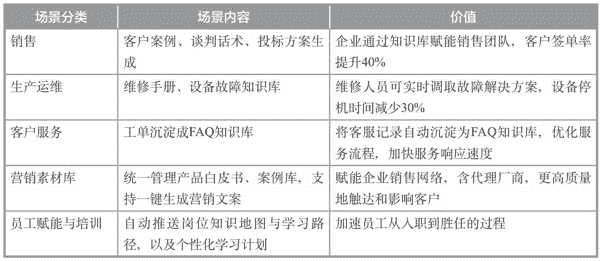 场景分类 场景内容 价值
销售 客户案例、谈判话术、投标方案生 企业通过知识库赋能销售团队，客户签单率
成 提升40%
生产运维 维修手册、设备故障知识库 维修人员可实时调取故障解决方案，设备停
机时间减少30%
客户服务 工单沉淀成FAQ知识库 将客服记录自动沉淀为FAQ知识库，优化服
务流程，加快服务响应速度
营销素材库 统一管理产品白皮书、案例库，支 赋能企业销售网络，含代理厂商，更高质量
持一键生成营销文案 地触达和影响客户
员工赋能与培训 自动推送岗位知识地图与学习路 加速员工从入职到胜任的过程
径，以及个性化学习计划